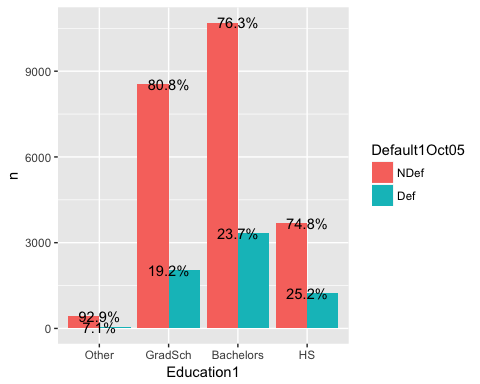 76.3%
80.8%
74.8%
23.7%
19.2%
25.2%
92.9%
7.1%
9000
6000
3000
0
n
Other GradSch Bachelors HS
Education1
Default1Oct05
NDef
Def